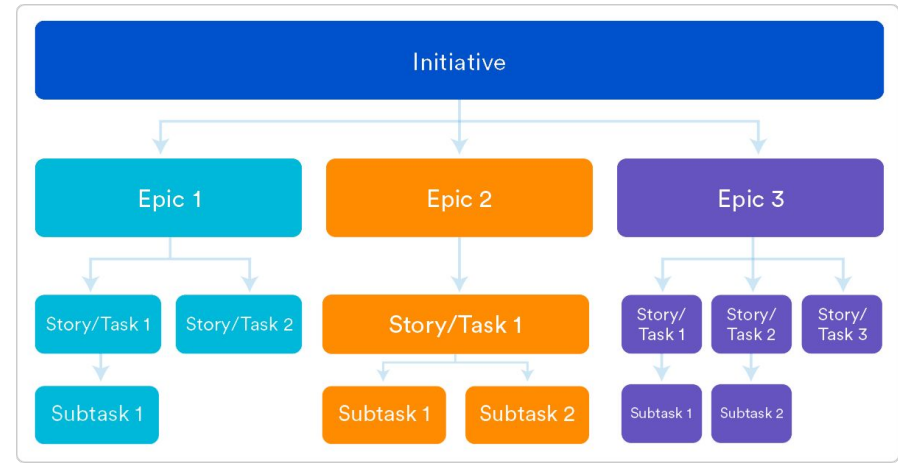 Initiative
Epic 1
Epic 2
Epic 3
Story/Task 1
Story/Task 2
Story/Task 1
Story/
Task 1
Story/
Task 2
Story/
Task 3
Subtask 1
Subtask 1
Subtask 2
Subtask 1
Subtask 2